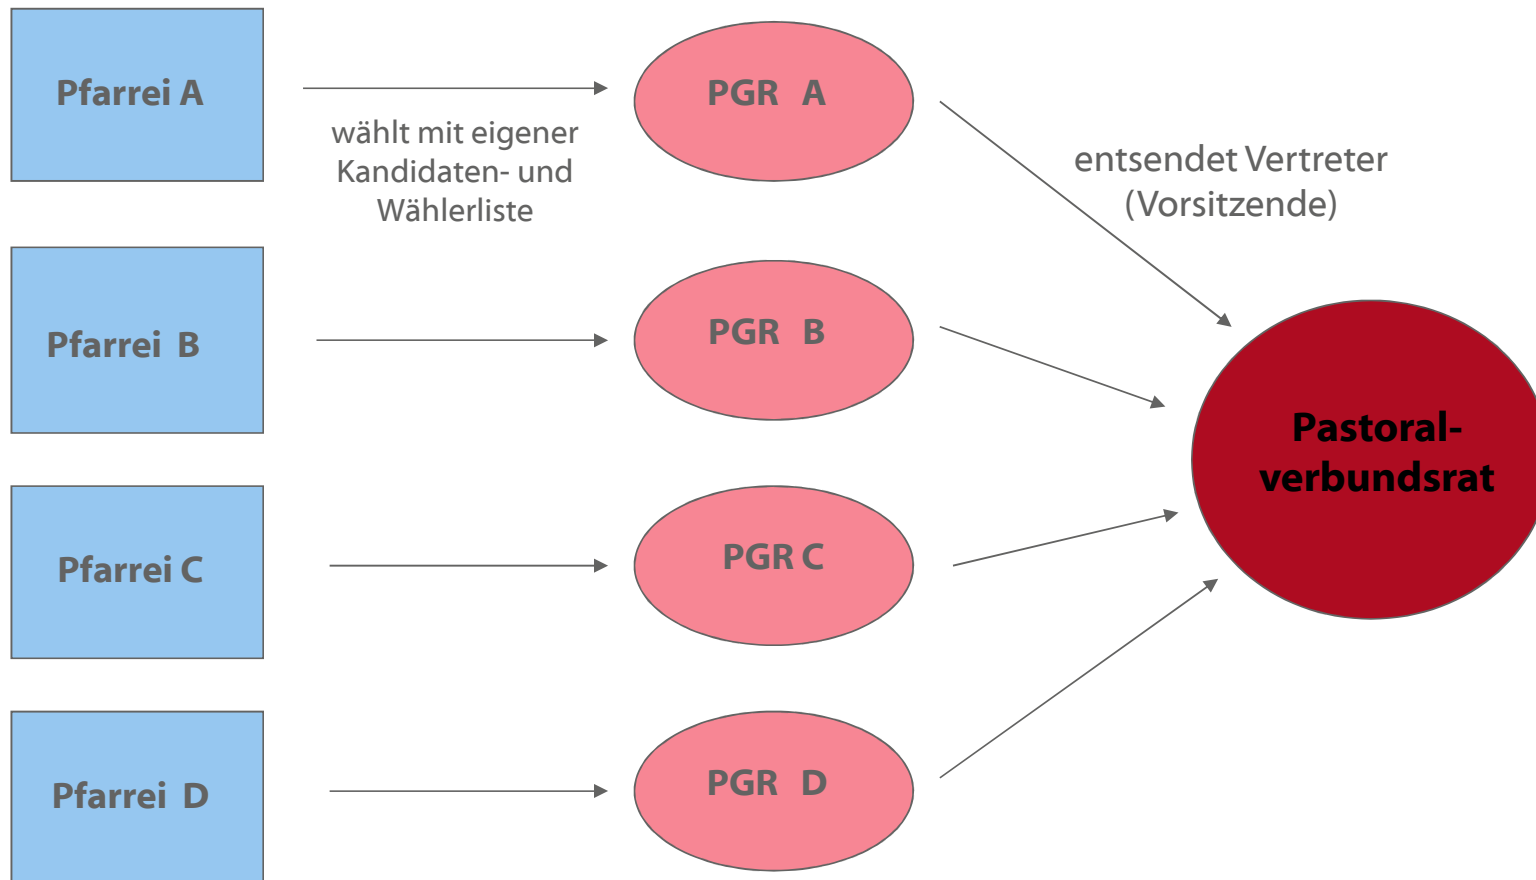 Pfarrei A
PGR A
wählt mit eigener
Kandidaten- und
Wählerliste
entsendet Vertreter
(Vorsitzende)
Pfarrei B
PGR B
Pastoral-
verbundsrat
Pfarrei C
PGR C
Pfarrei D
PGR D